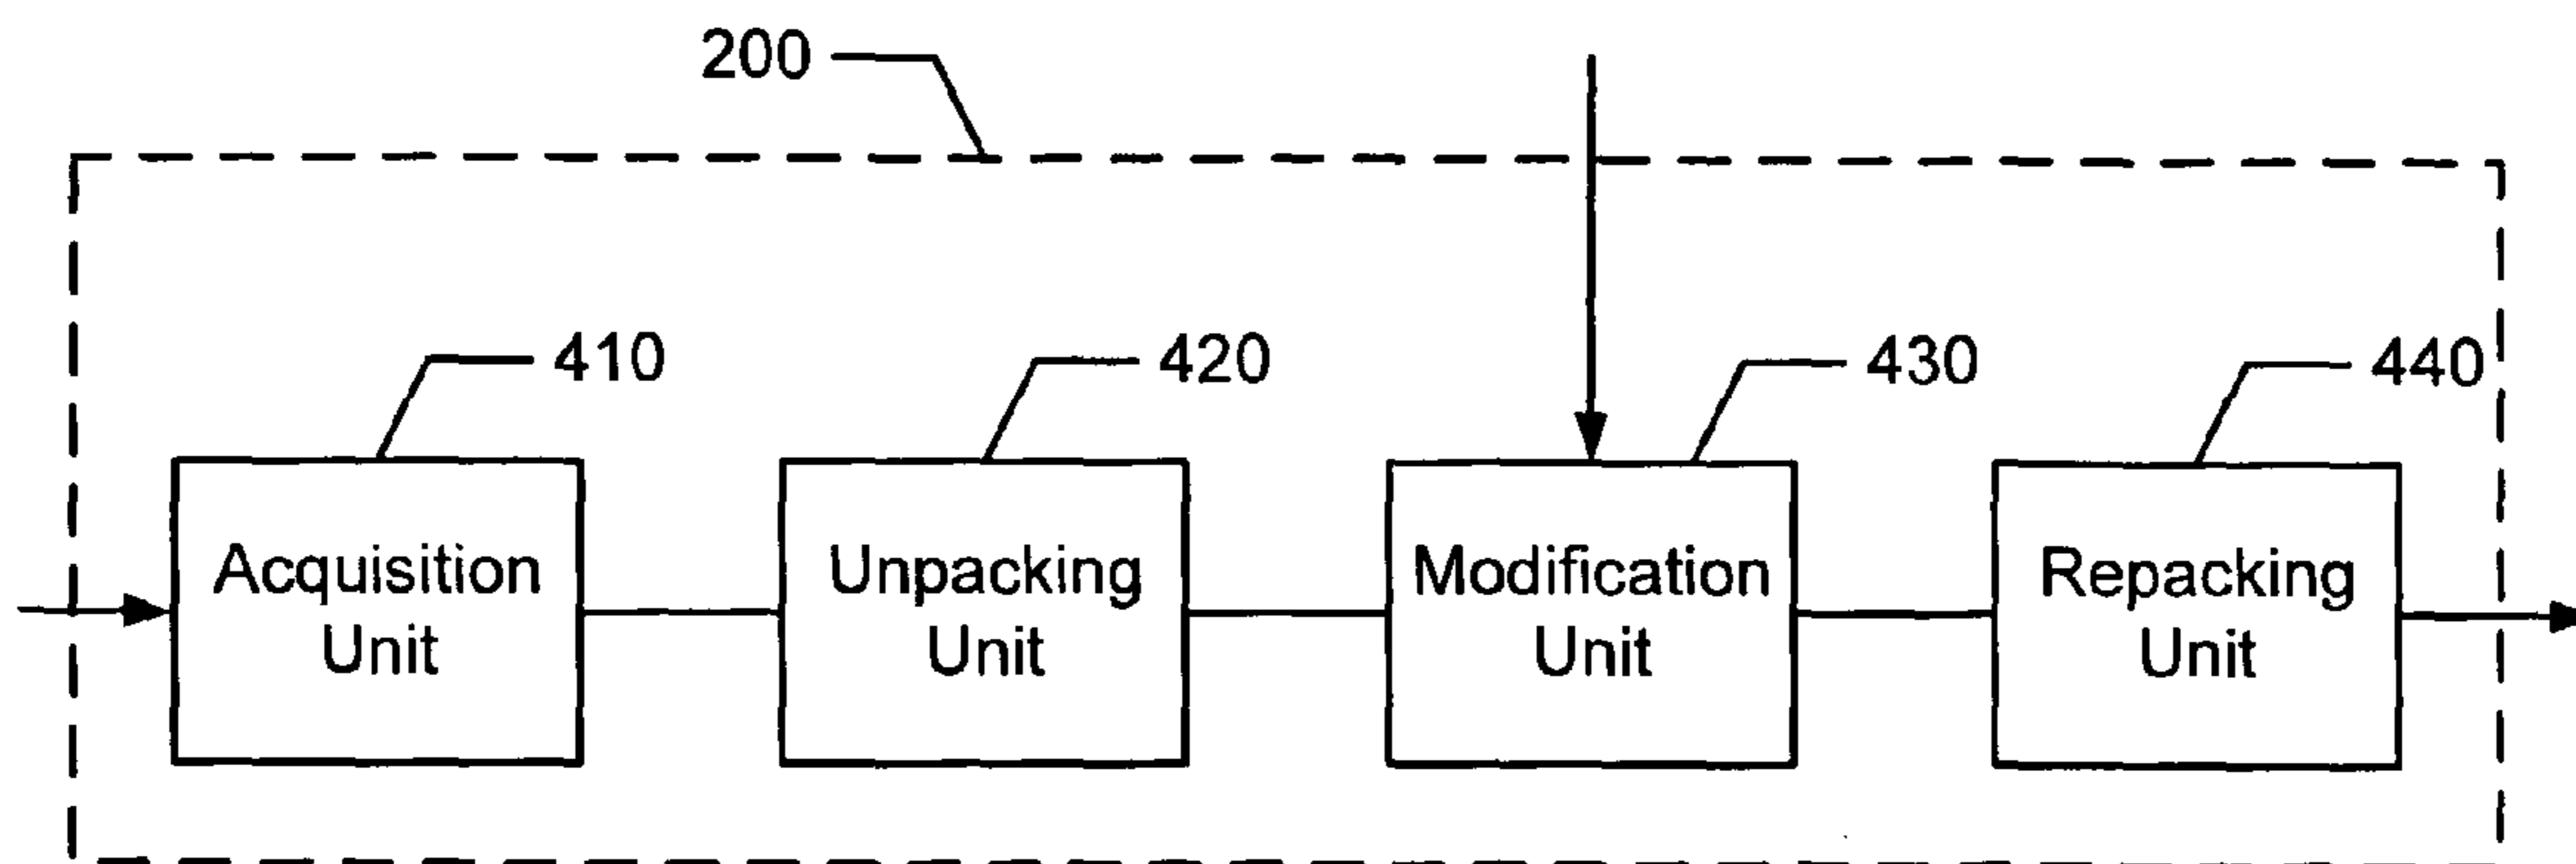 200
410
420
430
440
Acquisition
Unit
Unpacking
Unit
Modification
Unit
Repacking
Unit